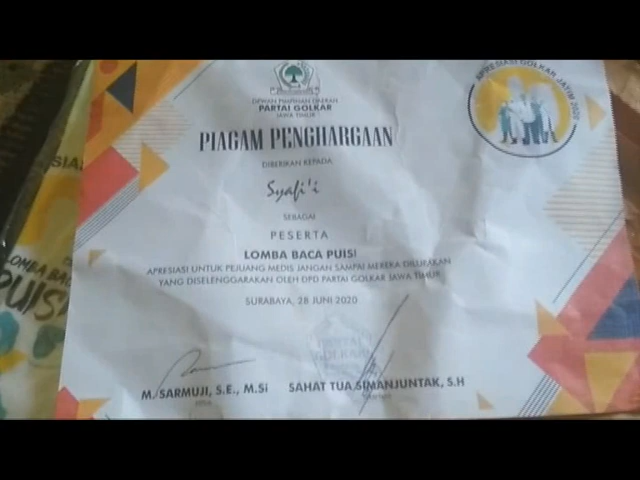 DEWAN PIMPINAN DAERAH
PARTAI GOLKAR
JAWA TIMUR
APRESIASI GOLKAR JATIM 2020
PIAGAM PENGHARGAAN
DIBERIKAN KEPADA
Syafi'i
SEBAGAI
PESERTA
LOMBA BACA PUISI
APRESIASI UNTUK PEJUANG MEDIS JANGAN SAMPAI MEREKA DILUPAKAN
YANG DISELENGGARAKAN OLEH DPD PARTAI GOLKAR JAWA TIMUR
SURABAYA, 28 JUNI 2020
PARTAI
GOLKAR
M. SARMUJI, S.E., M.Si
SAHAT TUA SIMANJUNTAK, S.H
LOMBA BACA
PUISI